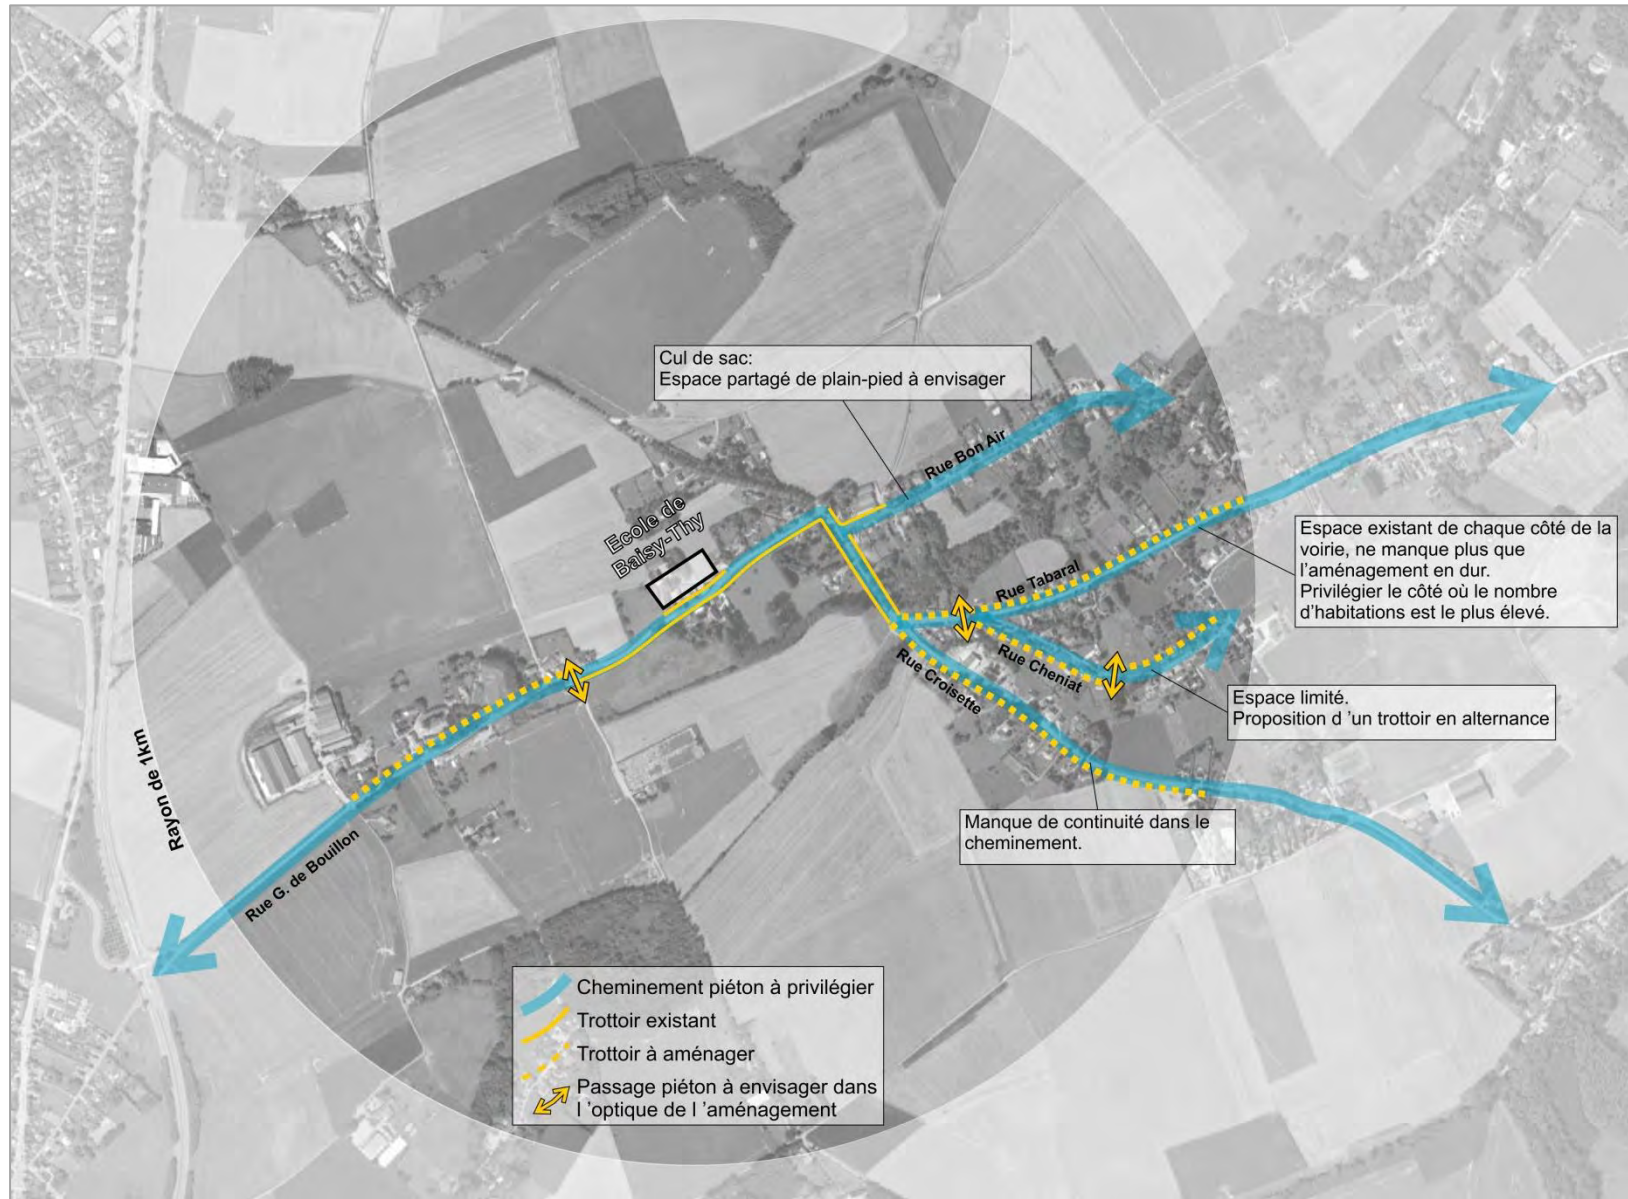 Cul de sac:
Espace partagé de plain-pied à envisager
Rue Bon Air
Ecole de
Baisy-Thy
Espace existant de chaque côté de la
voirie, ne manque plus que
l'aménagement en dur.
Privilégier le côté où le nombre
d'habitations est le plus élevé.
Rue Tabaral
Rue Cheniat
Rue Croisette
Espace limité.
Proposition d 'un trottoir en alternance
Rayon de 1km
Manque de continuité dans le
cheminement.
Rue G. de Bouillon
Cheminement piéton à privilégier
Trottoir existant
Trottoir à aménager
Passage piéton à envisager dans
l 'optique de l 'aménagement